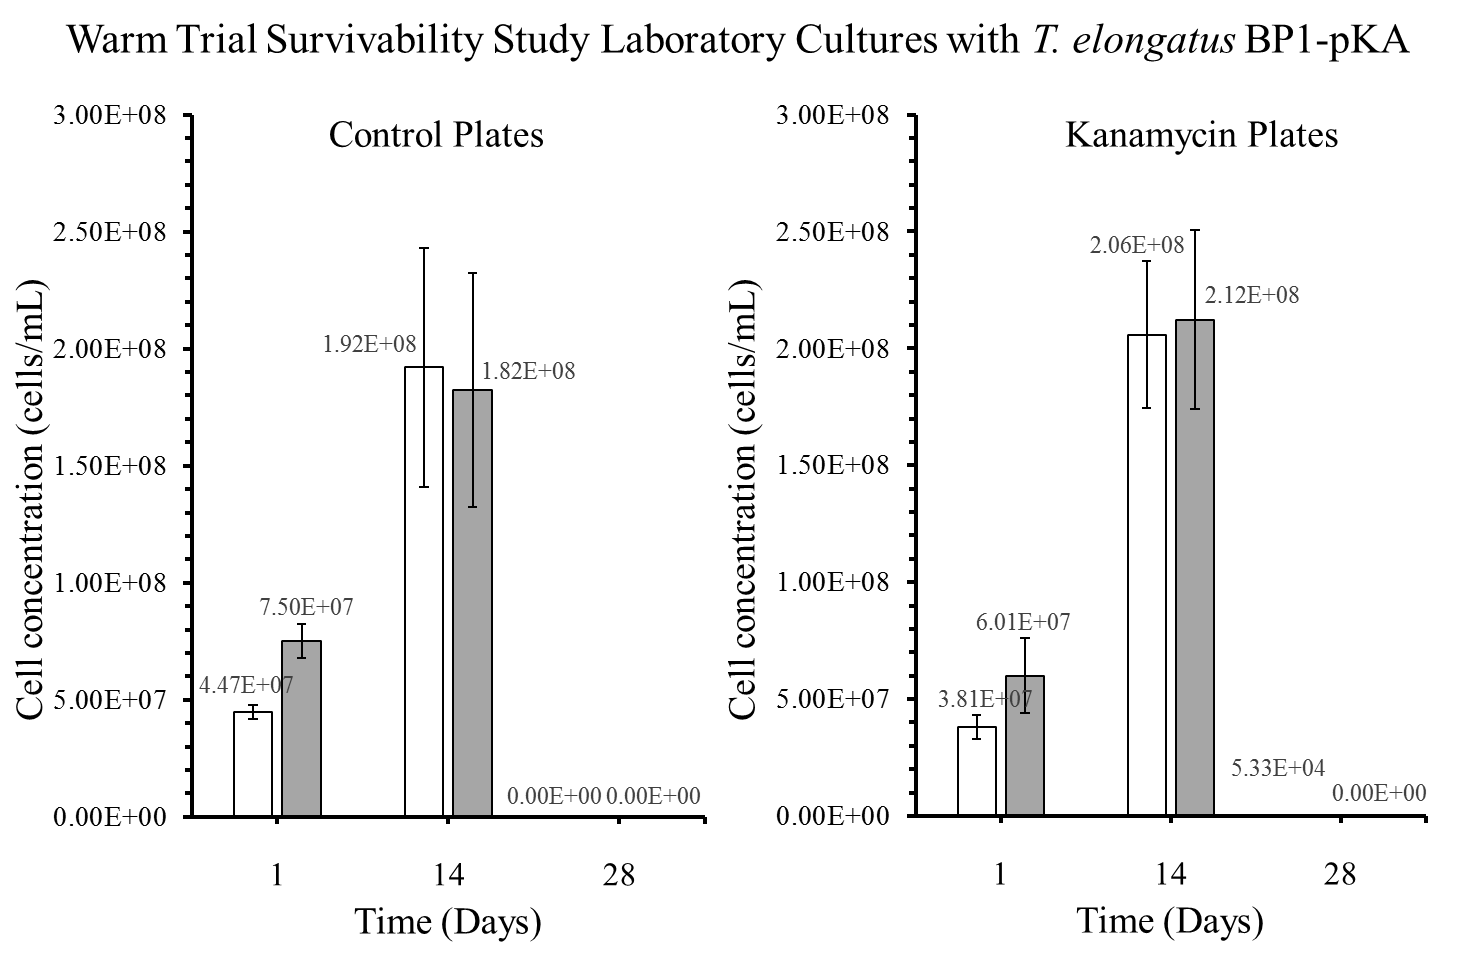 Warm Trial Survivability Study Laboratory Cultures with T. elongatus BP1-pKA
Control Plates
Cell concentration (cells/mL)
3.00E+08
2.50E+08
2.00E+08
1.50E+08
1.00E+08
5.00E+07
0.00E+00
4.47E+07
7.50E+07
1.92E+08
1.82E+08
0.00E+00
0.00E+00
1
14
28
Time (Days)
Kanamycin Plates
Cell concentration (cells/mL)
3.00E+08
2.50E+08
2.00E+08
1.50E+08
1.00E+08
5.00E+07
0.00E+00
3.81E+07
6.01E+07
2.06E+08
2.12E+08
5.33E+04
0.00E+00
1
14
28
Time (Days)